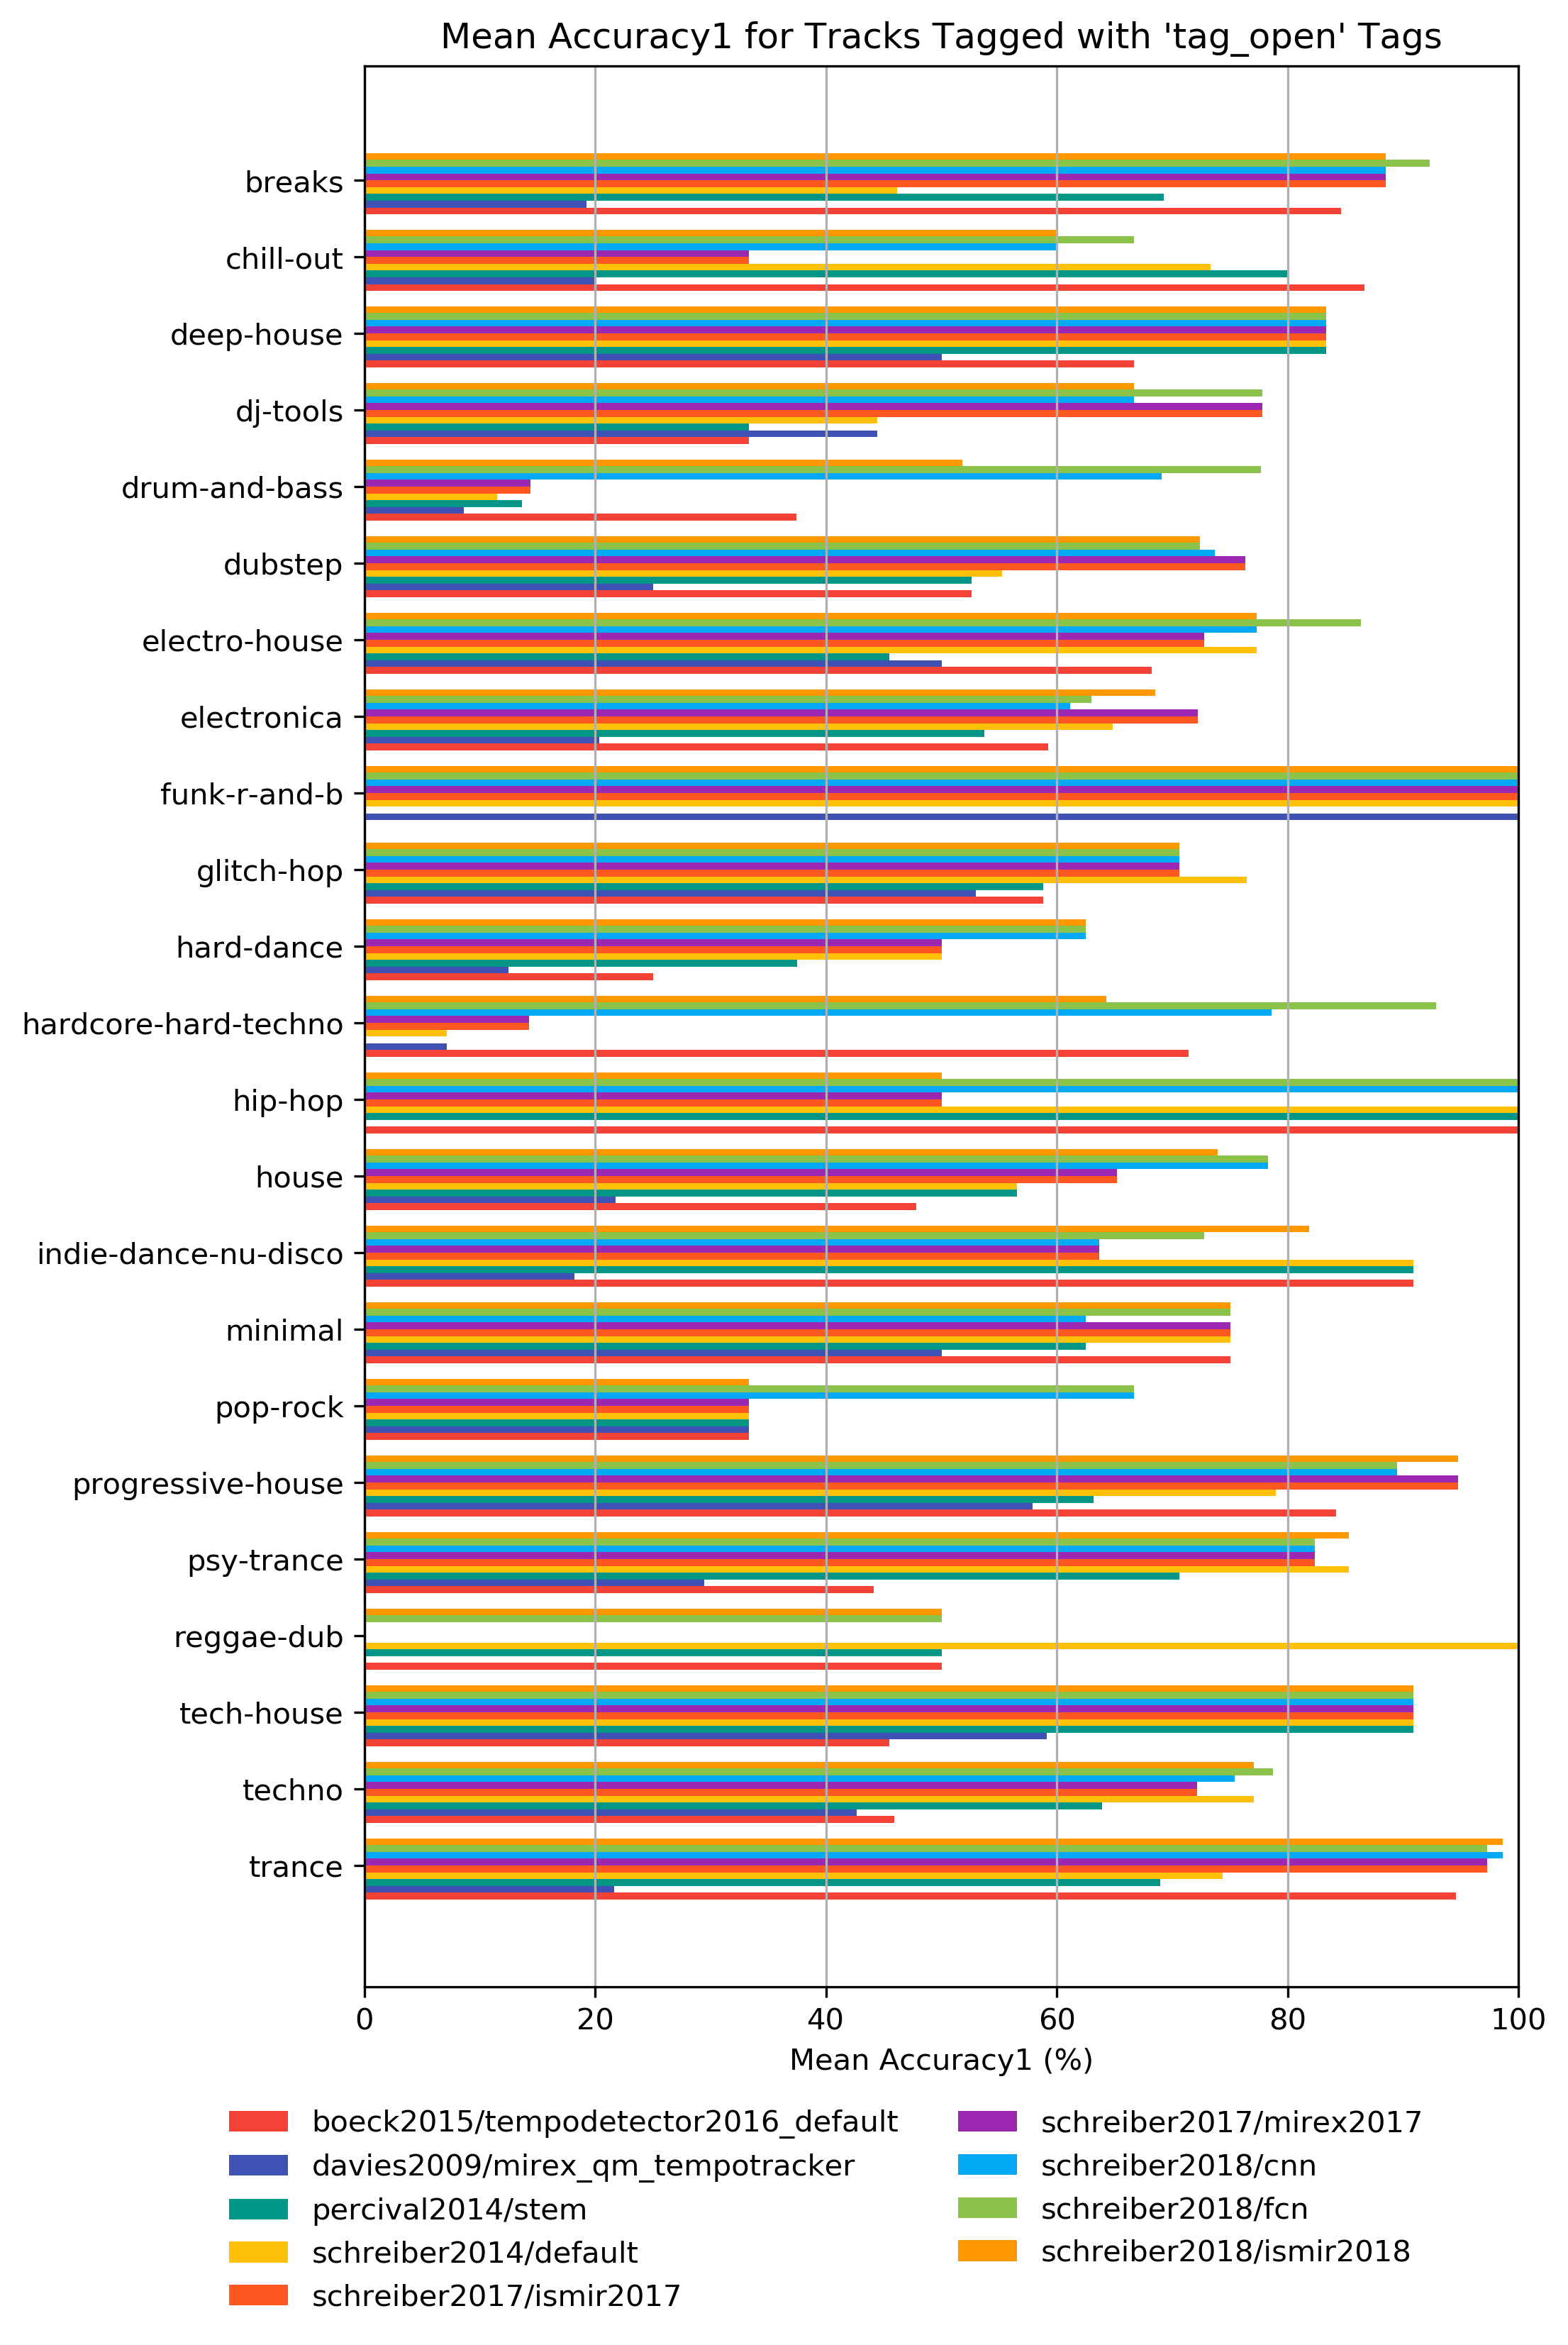 Mean Accuracy1 for Tracks Tagged with 'tag_open' Tags
breaks
chill-out
deep-house
dj-tools
drum-and-bass
dubstep
electro-house
electronica
funk-r-and-b
glitch-hop
hard-dance
hardcore-hard-techno
hip-hop
house
indie-dance-nu-disco
minimal
pop-rock
progressive-house
psy-trance
reggae-dub
tech-house
techno
trance
0 20 40 60 80 100
Mean Accuracy1 (%)
boeck2015/tempodetector2016_default
davies2009/mirex_qm_tempotracker
percival2014/stem
schreiber2014/default
schreiber2017/ismir2017
schreiber2017/mirex2017
schreiber2018/cnn
schreiber2018/fcn
schreiber2018/ismir2018